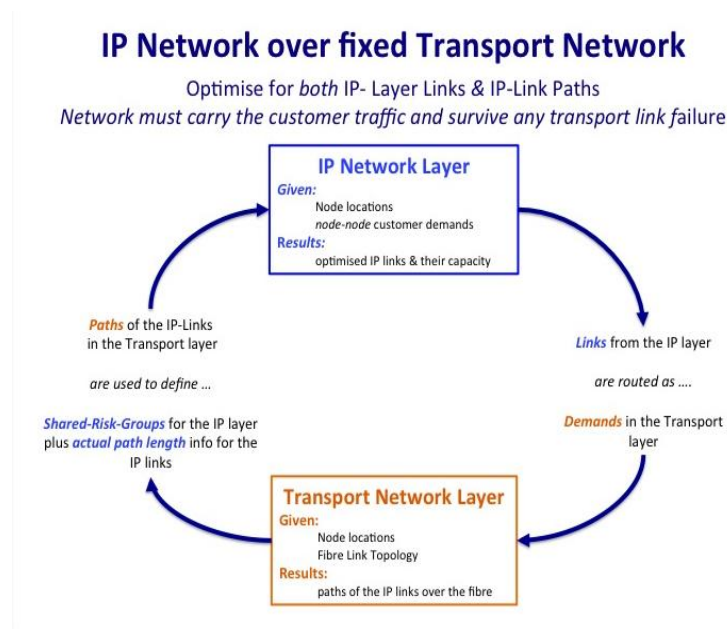 IP Network over fixed Transport Network
Optimise for both IP- Layer Links & IP-Link Paths
Network must carry the customer traffic and survive any transport link failure
IP Network Layer
Given:
Node locations
node-node customer demands
Results:
optimised IP links & their capacity
Links from the IP layer
are routed as ....
Demands in the Transport
layer
Transport Network Layer
Given:
Node locations
Fibre Link Topology
Results:
paths of the IP links over the fibre
Paths of the IP-Links
in the Transport layer
are used to define ...
Shared-Risk-Groups for the IP layer
plus actual path length info for the
IP links